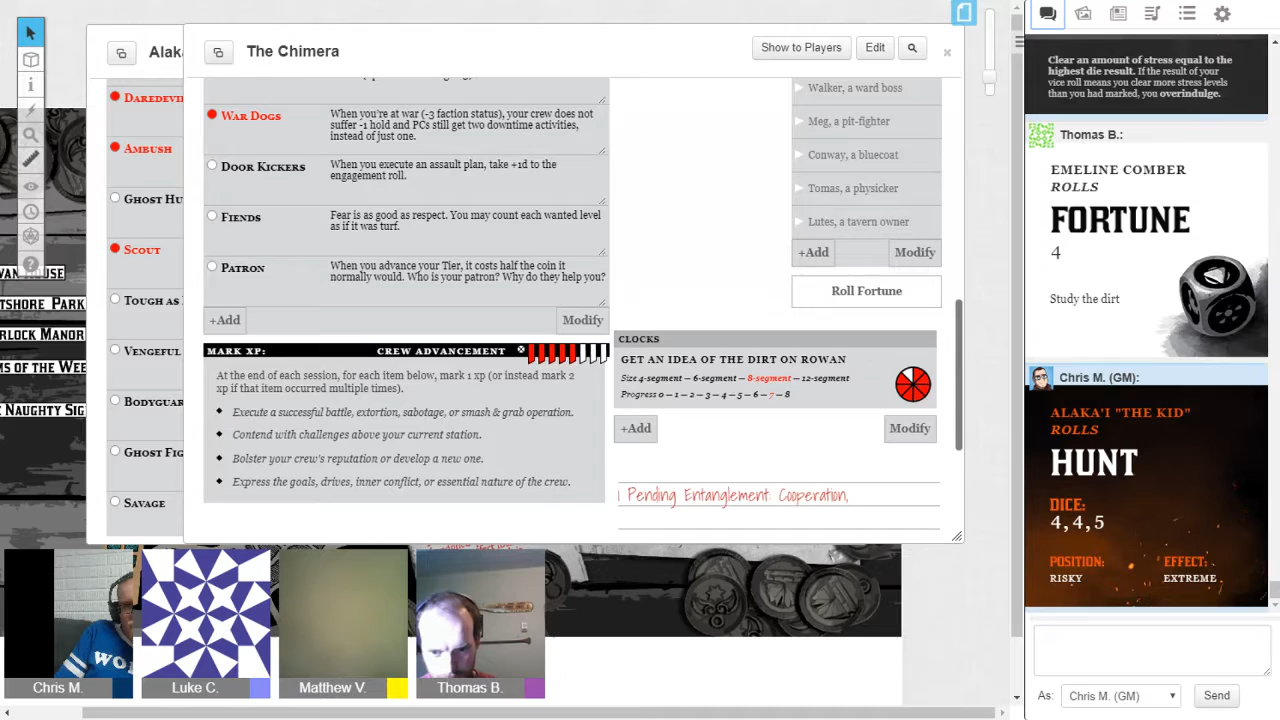 Alaka
The Chimera
Show to Players
Edit
Daredevil
Ambush
Ghost Hu
Scout
Tough as
Vengeful
Bodyguar
Ghost Fig
Savage
War Dogs
When you're at war (-3 faction status), your crew does not
suffer -1 hold and PCs still get two downtime activities,
instead of just one.
Door Kickers
When you execute an assault plan, take +1d to the
engagement roll.
Fiends
Fear is as good as respect. You may count each wanted level
as if it was turf.
Patron
When you advance your Tier, it costs half the coin it
normally would. Who is your patron? Why do they help you?
+Add
Modify
MARK XP:
CREW ADVANCEMENT
At the end of each session, for each item below, mark 1 xp (or instead mark 2
xp if that item occurred multiple times).
Execute a successful battle, extortion, sabotage, or smash & grab operation.
Contend with challenges above your current station.
Bolster your crew's reputation or develop a new one.
Express the goals, drives, inner conflict, or essential nature of the crew.
Walker, a ward boss
Meg, a pit-fighter
Conway, a bluecoat
Tomas, a physicker
Lutes, a tavern owner
+Add
Modify
Roll Fortune
CLOCKS
GET AN IDEA OF THE DIRT ON ROWAN
Size 4-segment – 6-segment – 8-segment – 12-segment
Progress 0 – 1 – 2 – 3 – 4 – 5 – 6 – 7 – 8
+Add
Modify
Pending Entanglement: Cooperation,
HOUSE
TSHORE PARK
RLOCK MANOR
MS OF THE WEE
E NAUGHTY SIG
Chris M.
Luke C.
Matthew V.
Thomas B.
Clear an amount of stress equal to the
highest die result. If the result of your
vice roll means you clear more stress levels
than you had marked, you overindulge.
Thomas B.:
EMELINE COMBER
ROLLS
FORTUNE
4
Study the dirt
Chris M. (GM):
ALAKA'I "THE KID"
ROLLS
HUNT
DICE:
4, 4, 5
POSITION:
EFFECT:
RISKY
EXTREME
As:
Chris M. (GM)
Send